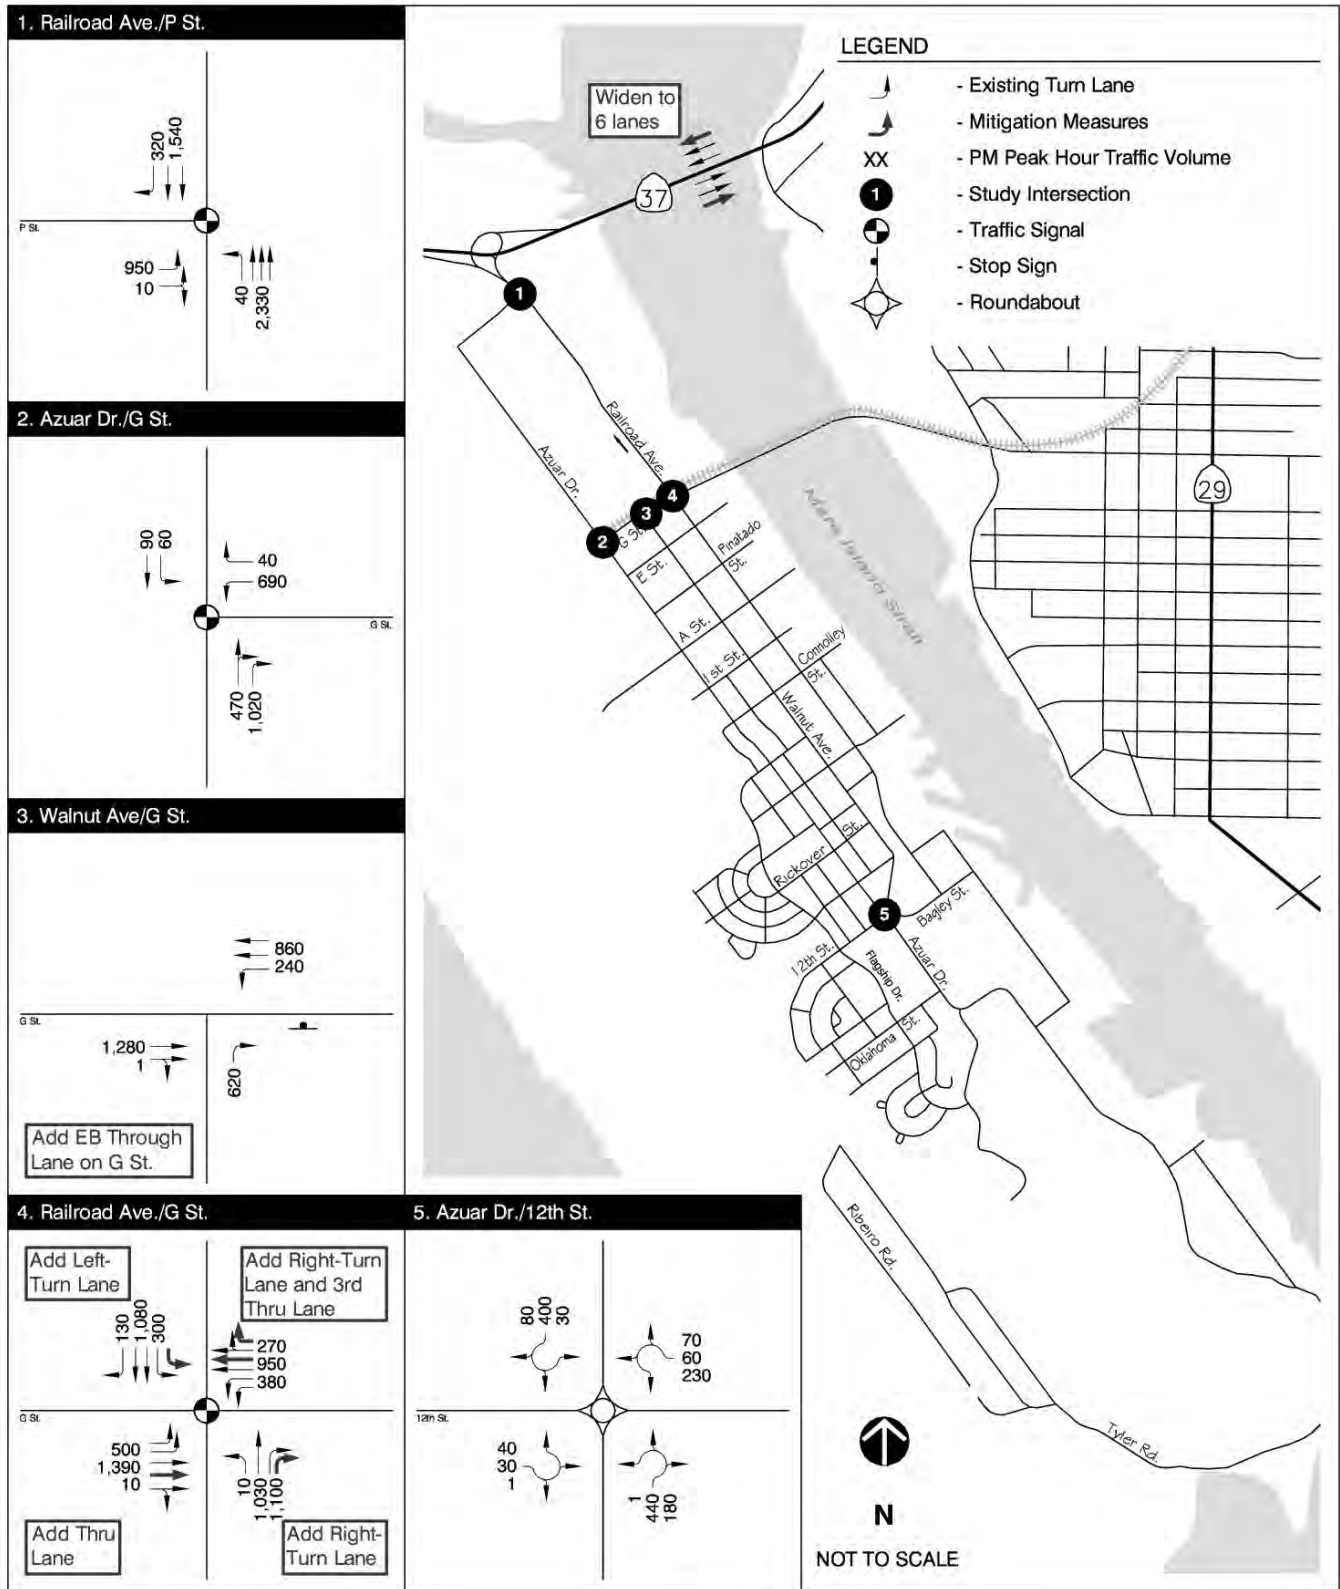 1. Railroad Ave./P St.
320
1,540
P St.
950
10
40
2,330
2. Azuar Dr./G St.
90
60
40
690
G St.
470
1,020
3. Walnut Ave/G St.
860
240
G St.
1,280
1
620
Add EB Through
Lane on G St.
4. Railroad Ave./G St.
Add Left-
Turn Lane
Add Right-Turn
Lane and 3rd
Thru Lane
130
1,080
300
270
950
380
G St.
500
1,390
10
10
1,030
1,100
Add Thru
Lane
Add Right-
Turn Lane
5. Azuar Dr./12th St.
80
400
30
70
60
230
12th St.
40
30
1
1
440
180
Widen to
6 lanes
37
LEGEND
- Existing Turn Lane
- Mitigation Measures
XX - PM Peak Hour Traffic Volume
1 - Study Intersection
- Traffic Signal
- Stop Sign
- Roundabout
1
Railroad Ave.
Azuar Dr.
4
3
2
G St.
E St.
Pinatado
St.
29
Mare Island Strait
A St.
1st St.
Connolley
St.
Walnut Ave.
Rickover St.
5
Bagley St.
12th St.
Flagship Dr.
Azuar Dr.
Oklahoma St.
Ribeiro Rd.
Tyler Rd.
N
NOT TO SCALE